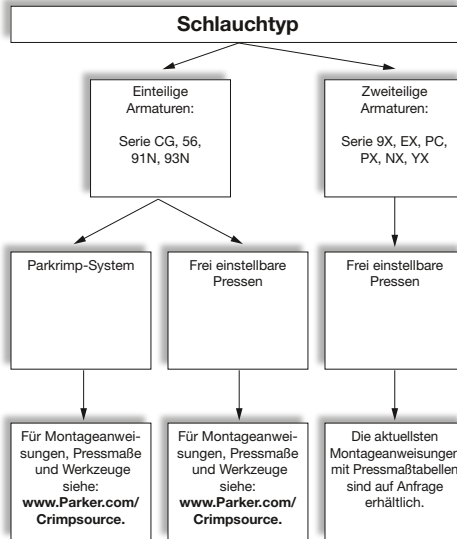 Schlauchtyp
Einteilige
Armaturen:
Serie CG, 56,
91N, 93N
Zweiteilige
Armaturen:
Serie 9X, EX, PC,
PX, NX, YX
Parkrimp-System
Frei einstellbare
Pressen
Frei einstellbare
Pressen
Für Montageanwei-
sungen, Pressmaße
und Werkzeuge
siehe:
www.Parker.com/
Crimpsource.
Für Montageanwei-
sungen, Pressmaße
und Werkzeuge
siehe:
www.Parker.com/
Crimpsource.
Die aktuellsten
Montageanweisungen
mit Pressmaßtabellen
sind auf Anfrage
erhältlich.